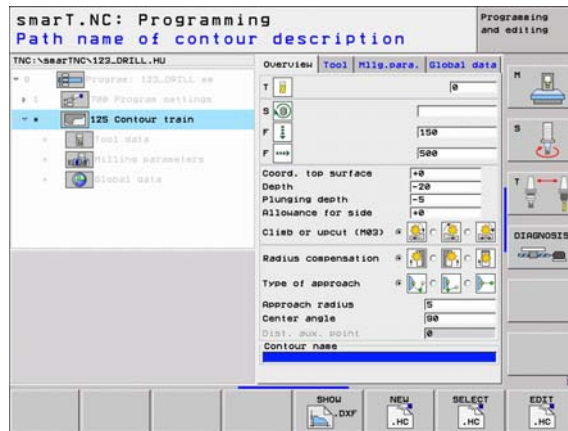 smarT.NC: Programming
Path name of contour description
Programming
and editing
TNC:\smarTNC\123_DRILL.HU
0 Program: 123_DRILL mm
1 700 Program settings
125 Contour train
Tool data
Milling parameters
Global data
Overview Tool Mllg.para. Global data
T 0
S
F 150
F 500
Coord. top surface +0
Depth -20
Plunging depth -5
Allowance for side +0
Climb or upcut (M03)
Radius compensation
Type of approach
Approach radius 5
Center angle 90
Dist. aux. point 0
Contour name
M
S
T
DIAGNOSIS
SHOW
.DXF
NEW
.HC
SELECT
.HC
EDIT
.HC